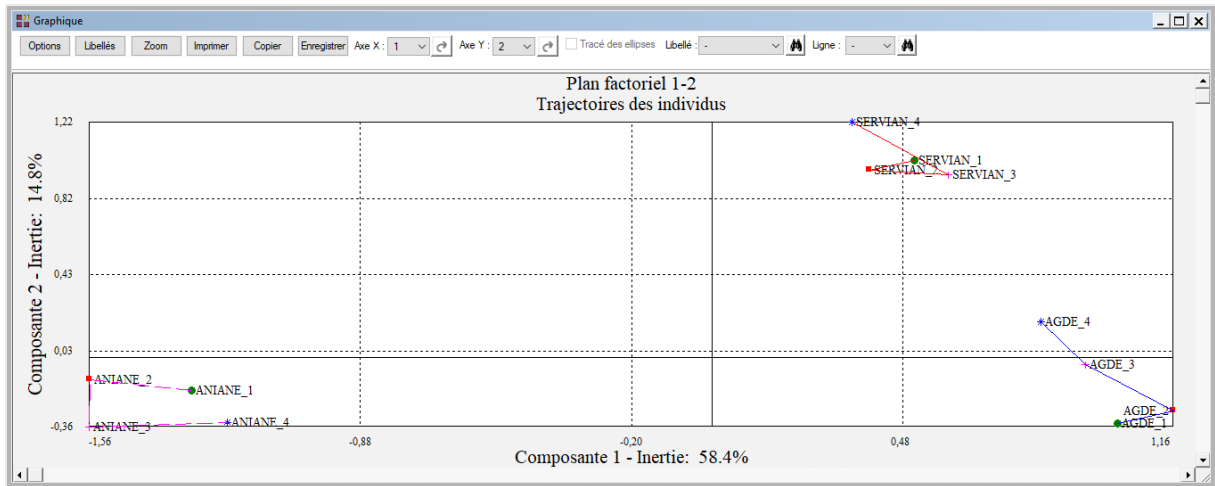 Graphique
Options Libellés Zoom Imprimer Copier Enregistrer Axe X : 1 Axe Y : 2 Tracé des ellipses Libellé : - Ligne : -
Plan factoriel 1-2
Trajectoires des individus
1,22
SERVIAN_4
SERVIAN_1
SERVIAN_2
SERVIAN_3
0,82
0,43
AGDE_4
0,03
AGDE_3
ANIANE_2
ANIANE_1
AGDE_2
AGDE_1
ANIANE_3
ANIANE_4
-0,36
-1,56 -0,88 -0,20 0,48 1,16
Composante 1 - Inertie: 58.4%
Composante 2 - Inertie: 14.8%